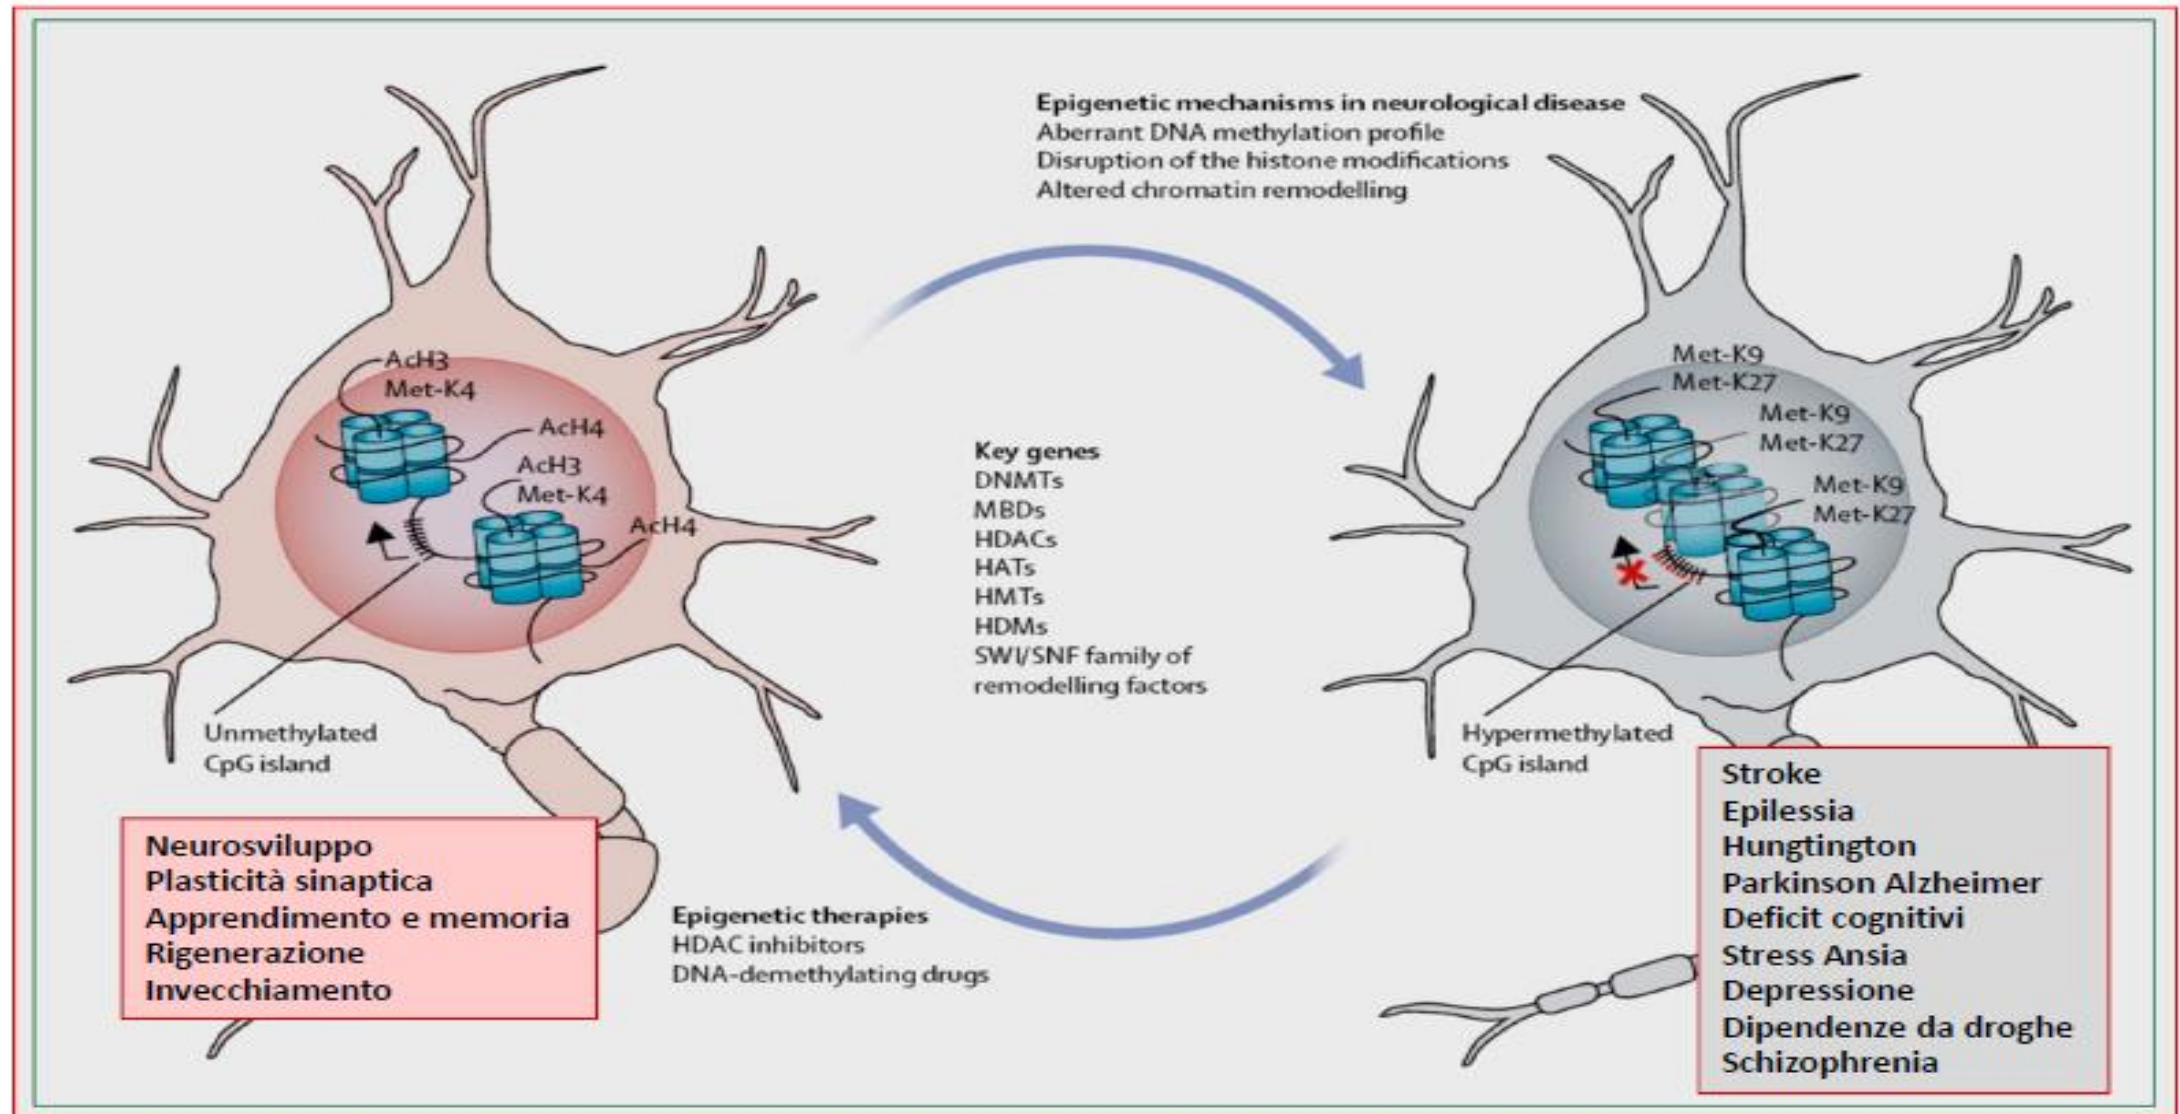 Epigenetic mechanisms in neurological disease
Aberrant DNA methylation profile
Disruption of the histone modifications
Altered chromatin remodelling
AcH3
Met-K4
AcH4
AcH3
Met-K4
AcH4
Unmethylated
CpG island
Neurosviluppo
Plasticità sinaptica
Apprendimento e memoria
Rigenerazione
Invecchiamento
Key genes
DNMTs
MBDs
HDACs
HATs
HMTs
HDMs
SWI/SNF family of
remodelling factors
Epigenetic therapies
HDAC inhibitors
DNA-demethylating drugs
Met-K9
Met-K27
Met-K9
Met-K27
Met-K9
Met-K27
Hypermethylated
CpG island
Stroke
Epilessia
Hungtington
Parkinson Alzheimer
Deficit cognitivi
Stress Ansia
Depressione
Dipendenze da droghe
Schizophrenia